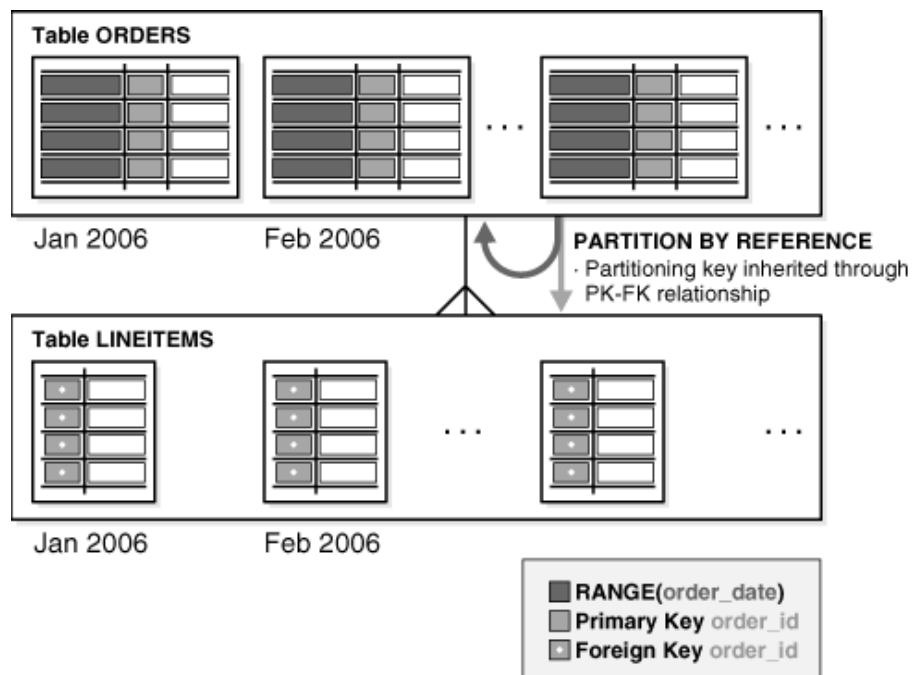 Table ORDERS
. . .
. . .
Jan 2006
Feb 2006
PARTITION BY REFERENCE
· Partitioning key inherited through
PK-FK relationship
Table LINEITEMS
. . .
. . .
Jan 2006
Feb 2006
RANGE(order_date)
Primary Key order_id
Foreign Key order_id